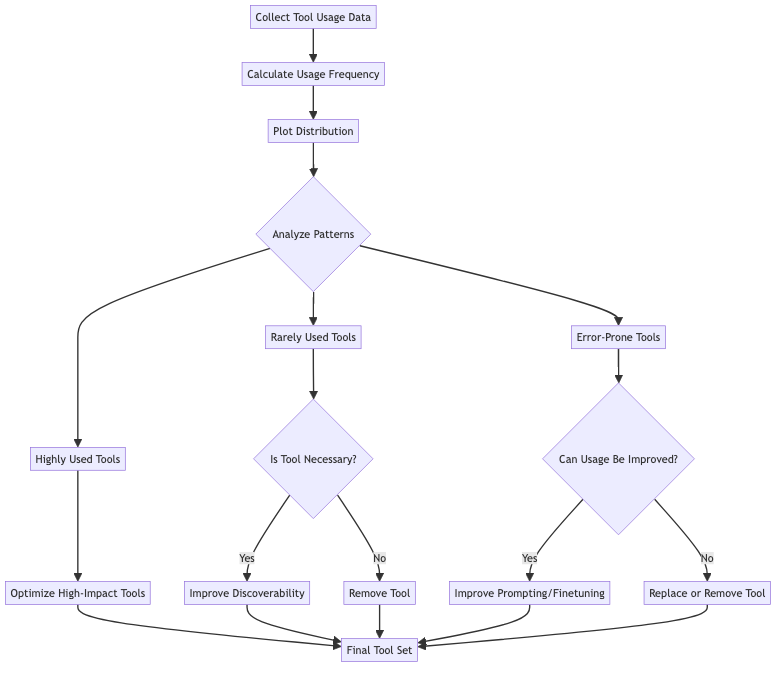 Collect Tool Usage Data
Calculate Usage Frequency
Plot Distribution
Analyze Patterns
Rarely Used Tools
Error-Prone Tools
Highly Used Tools
Is Tool Necessary?
Can Usage Be Improved?
Yes
No
Yes
No
Optimize High-Impact Tools
Improve Discoverability
Remove Tool
Improve Prompting/Finetuning
Replace or Remove Tool
Final Tool Set